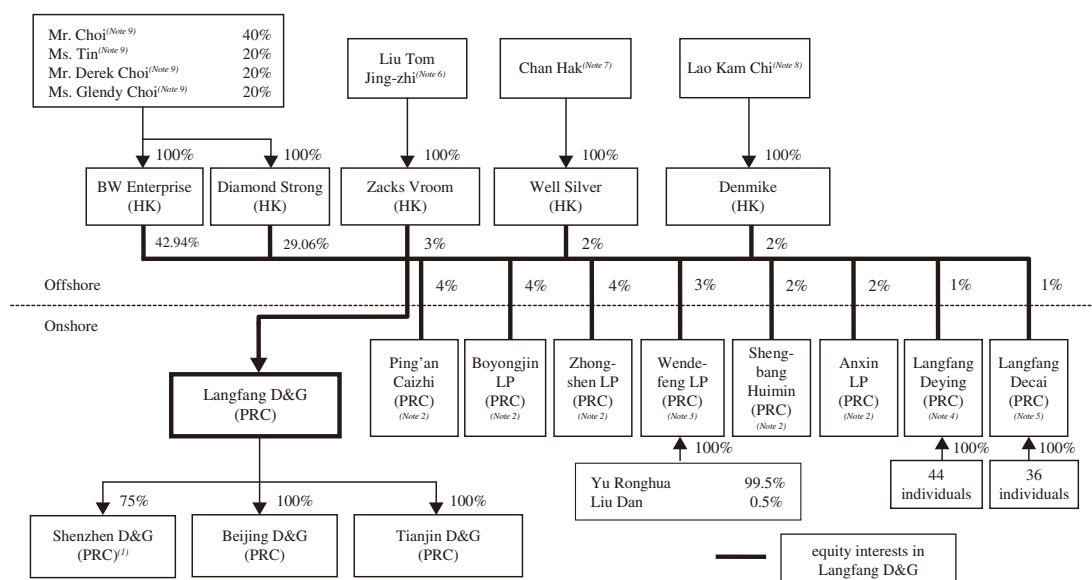 Mr. Choi(Note 9) 40%
Ms. Tin(Note 9) 20%
Mr. Derek Choi(Note 9) 20%
Ms. Glendy Choi(Note 9) 20%
Liu Tom
Jing-zhi(Note 6)
Chan Hak(Note 7)
Lao Kam Chi(Note 8)
100% 100% 100% 100% 100%
BW Enterprise
(HK)
Diamond Strong
(HK)
Zacks Vroom
(HK)
Well Silver
(HK)
Denmike
(HK)
42.94% 29.06% 3% 2% 2%
Offshore
4% 4% 4% 3% 2% 2% 1% 1%
Onshore
Langfang D&G
(PRC)
Ping'an
Caizhi
(PRC)
(Note 2)
Boyongjin
LP
(PRC)
(Note 2)
Zhong-
shen LP
(PRC)
(Note 2)
Wende-
feng LP
(PRC)
(Note 3)
Sheng-
bang
Huimin
(PRC)
(Note 2)
Anxin
LP
(PRC)
(Note 2)
Langfang
Deying
(PRC)
(Note 4)
Langfang
Decai
(PRC)
(Note 5)
100% 100% 100%
Yu Ronghua 99.5%
Liu Dan 0.5%
44
individuals
36
individuals
75% 100% 100%
Shenzhen D&G
(PRC)(1)
Beijing D&G
(PRC)
Tianjin D&G
(PRC)
equity interests in
Langfang D&G